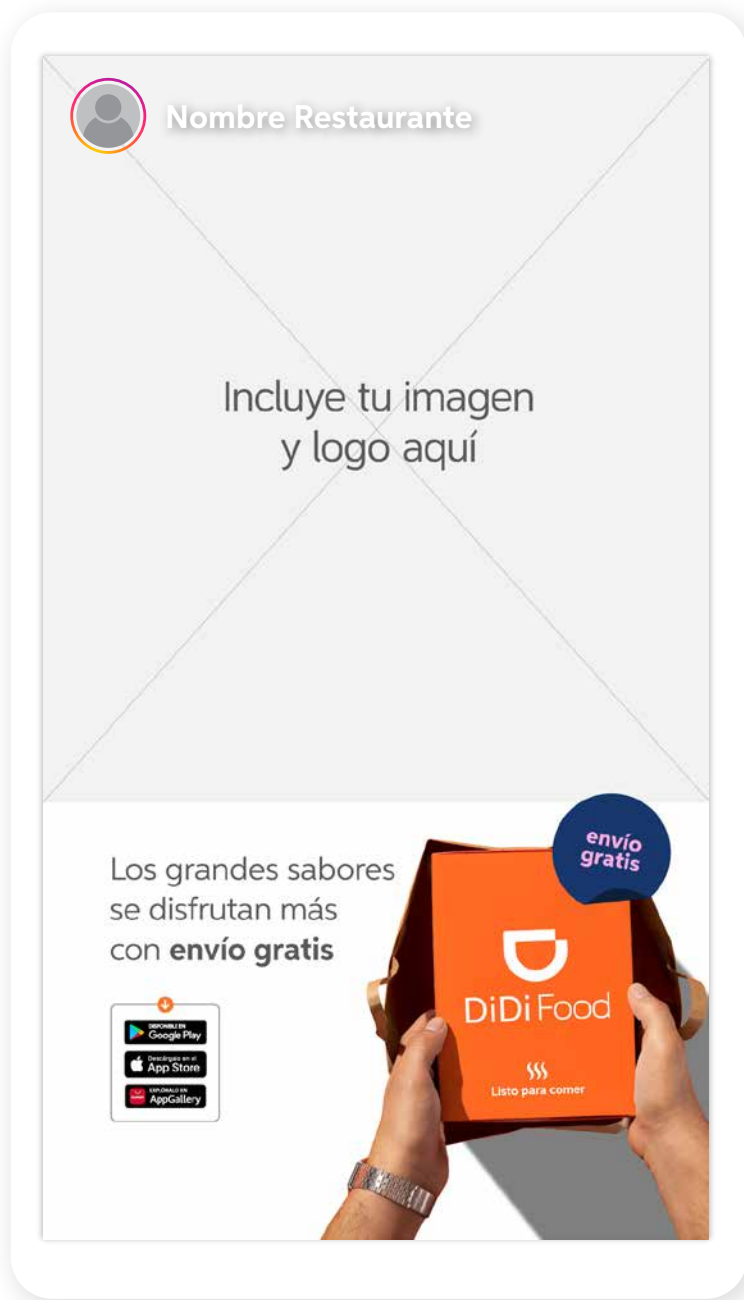 Nombre Restaurante
Incluye tu imagen
y logo aquí
envío
gratis
Los grandes sabores
se disfrutan más
con envío gratis
DiDi Food
Listo para comer
DISPONIBLE EN
Google Play
Descárgalo en el
App Store
EXPLÓRALO EN
AppGallery